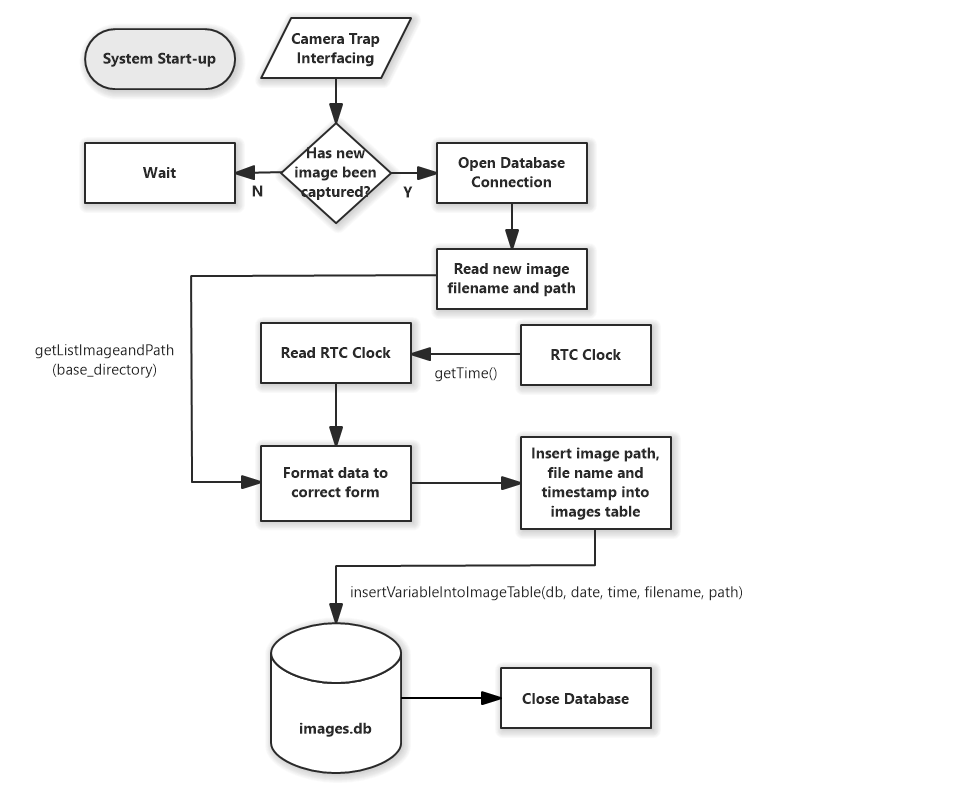 System Start-up
Camera Trap
Interfacing
Wait
N
Has new
image been
captured?
Y
Open Database
Connection
Read new image
filename and path
getListImageandPath
(base_directory)
Read RTC Clock
getTime()
RTC Clock
Format data to
correct form
Insert image path,
file name and
timestamp into
images table
insertVariableIntoImageTable(db, date, time, filename, path)
images.db
Close Database